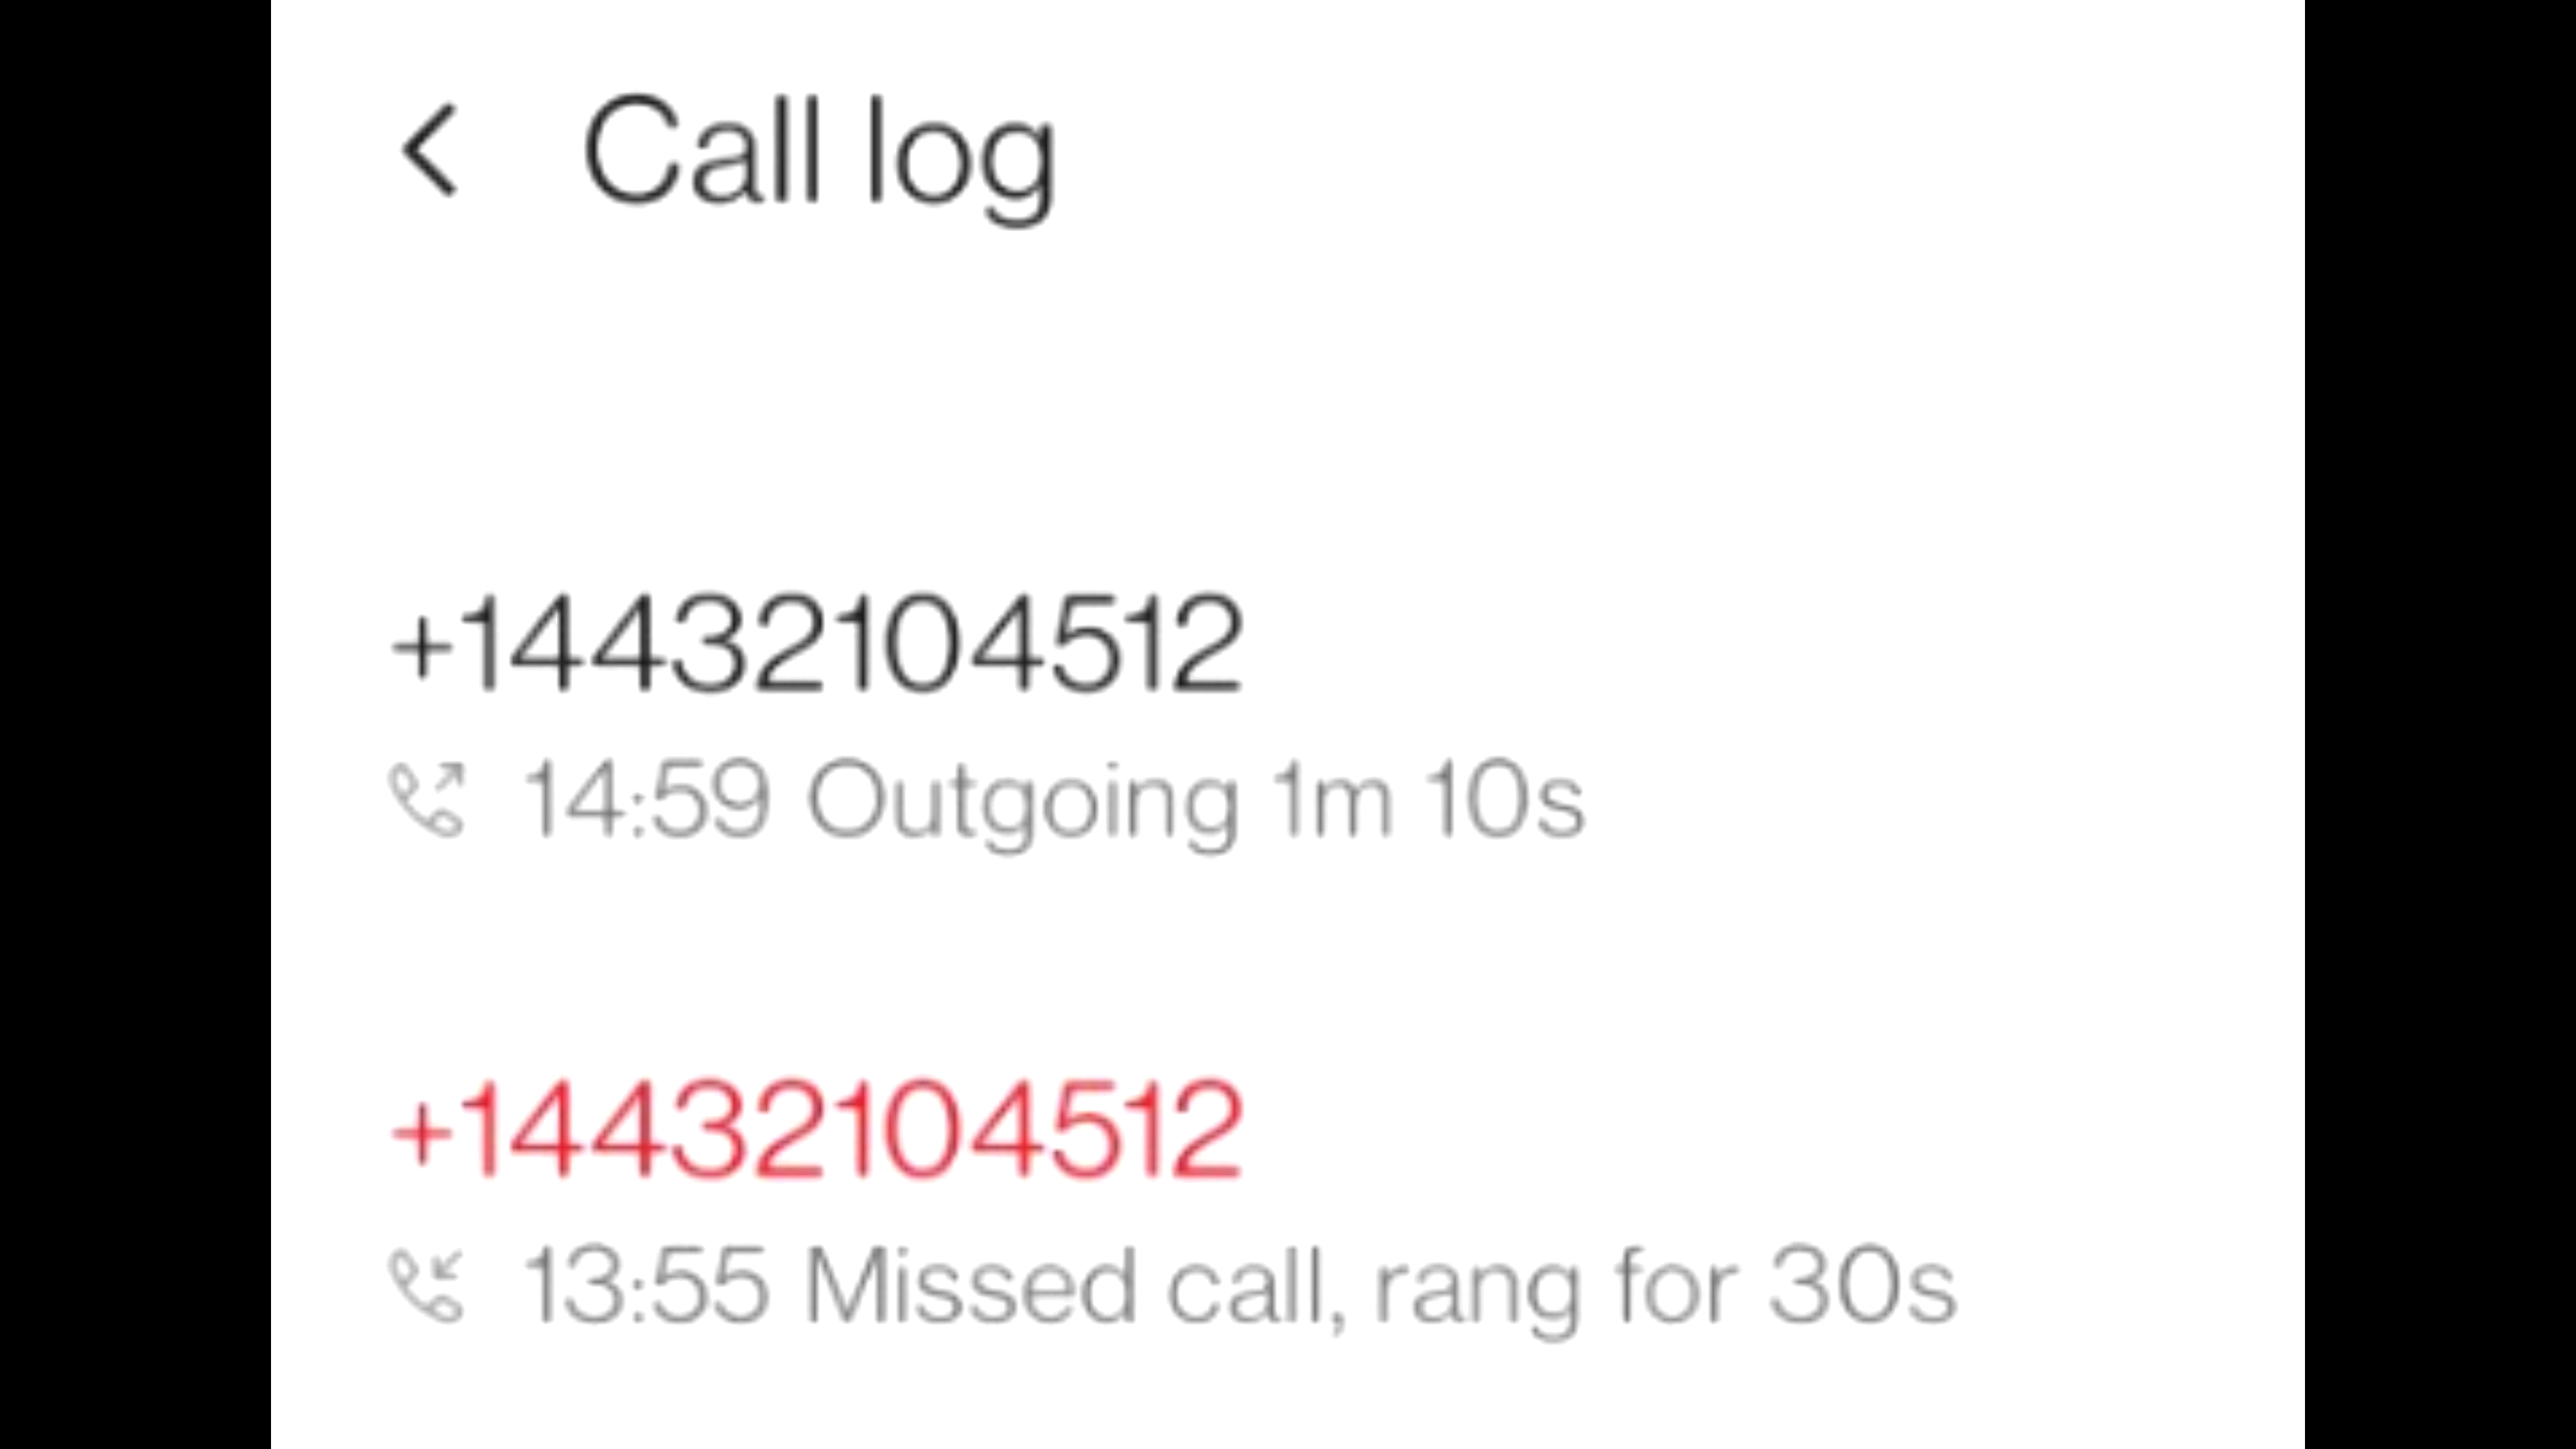 Call log
+14432104512
14:59 Outgoing 1m 10s
+14432104512
13:55 Missed call, rang for 30s